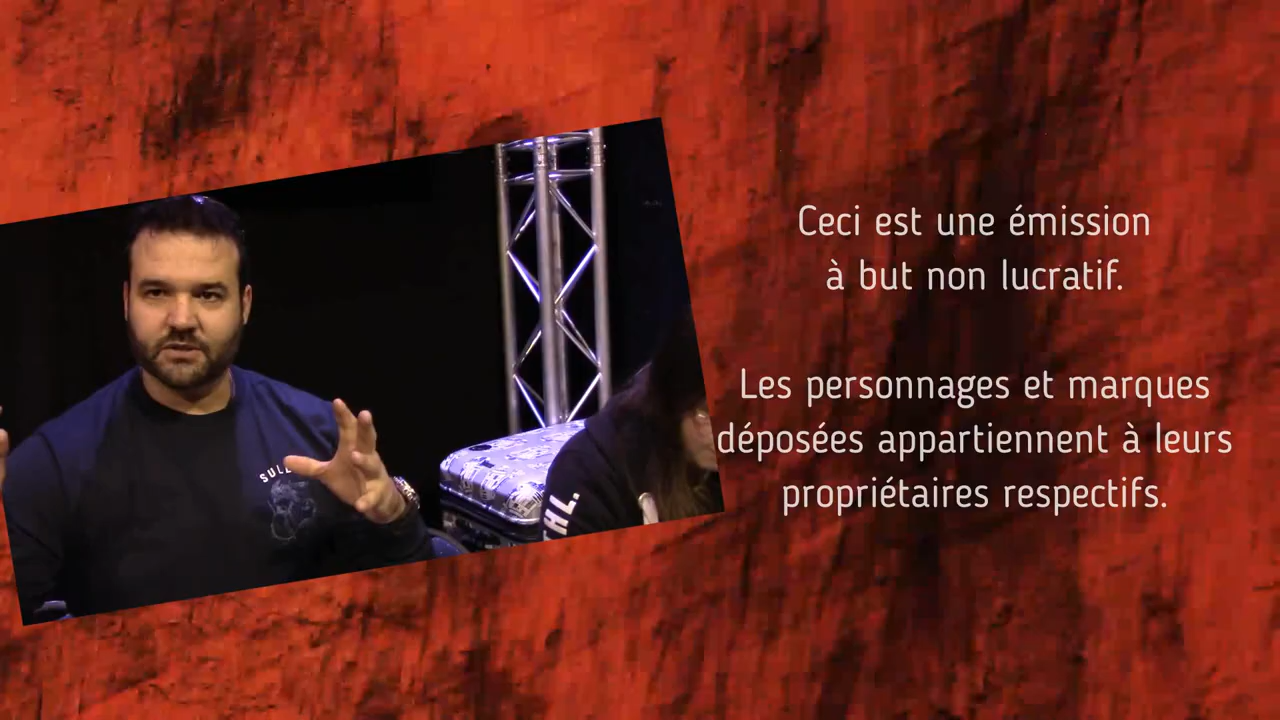 Ceci est une émission
à but non lucratif.
Les personnages et marques
déposées appartiennent à leurs
propriétaires respectifs.